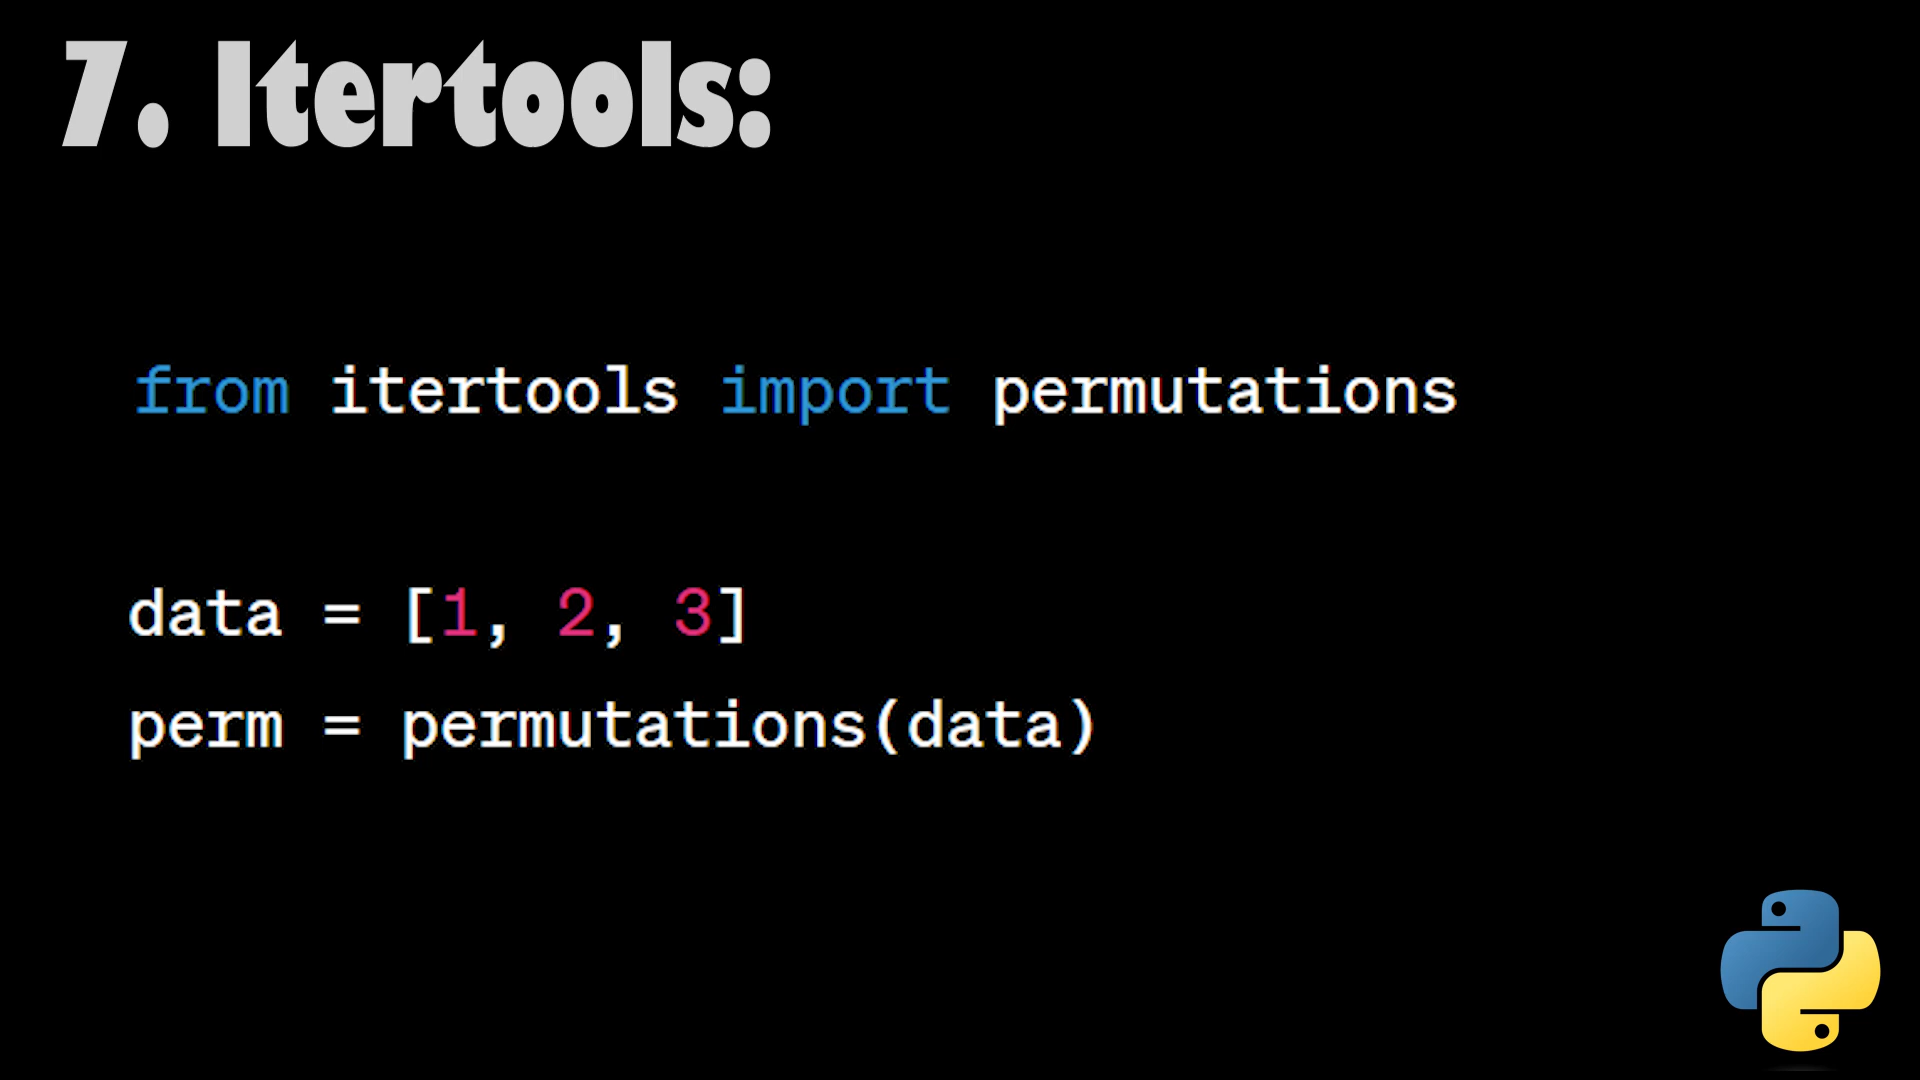 7. Itertools:
from itertools import permutations
data = [1, 2, 3]
perm = permutations(data)